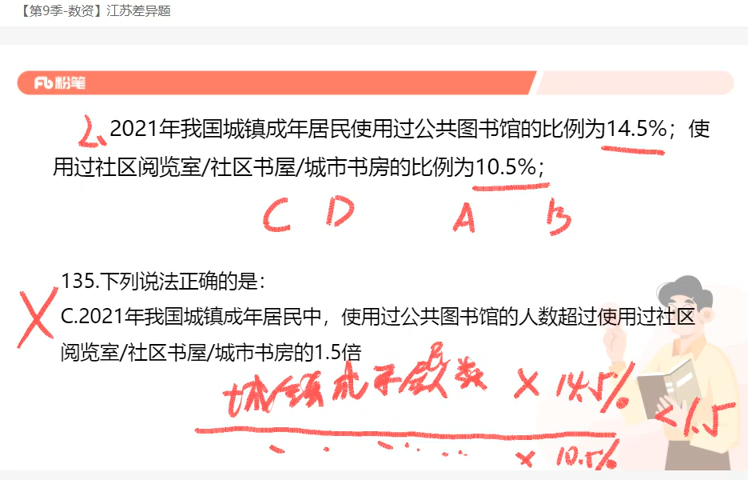 【第9季-数资】江苏差异题
粉笔
2、2021年我国城镇成年居民使用过公共图书馆的比例为14.5%；使
用过社区阅览室/社区书屋/城市书房的比例为10.5%；
C D A B
135.下列说法正确的是：
C.2021年我国城镇成年居民中，使用过公共图书馆的人数超过使用过社区
阅览室/社区书屋/城市书房的1.5倍
城镇成年 数 × 14.5%
< 1.5
× 10.5%